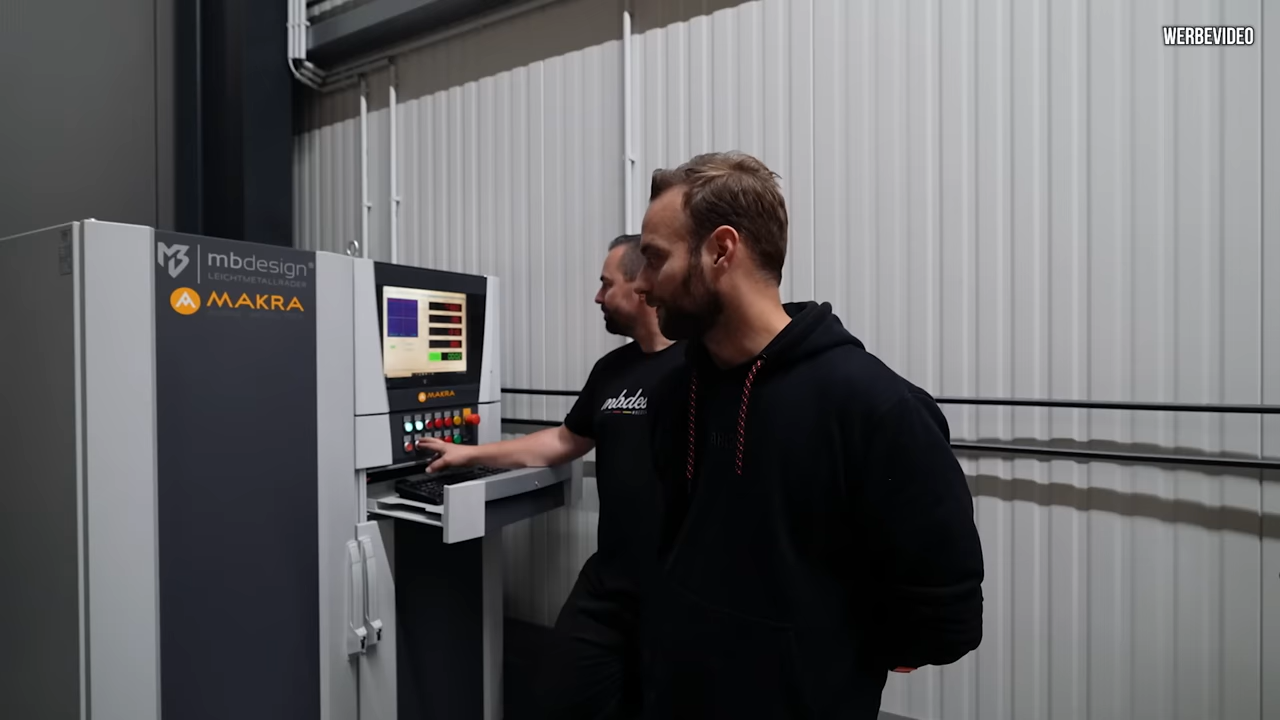 WERBEVIDEO
mbdesign®
LEICHTMETALLRÄDER
MAKRA
MAKRA
mbdes